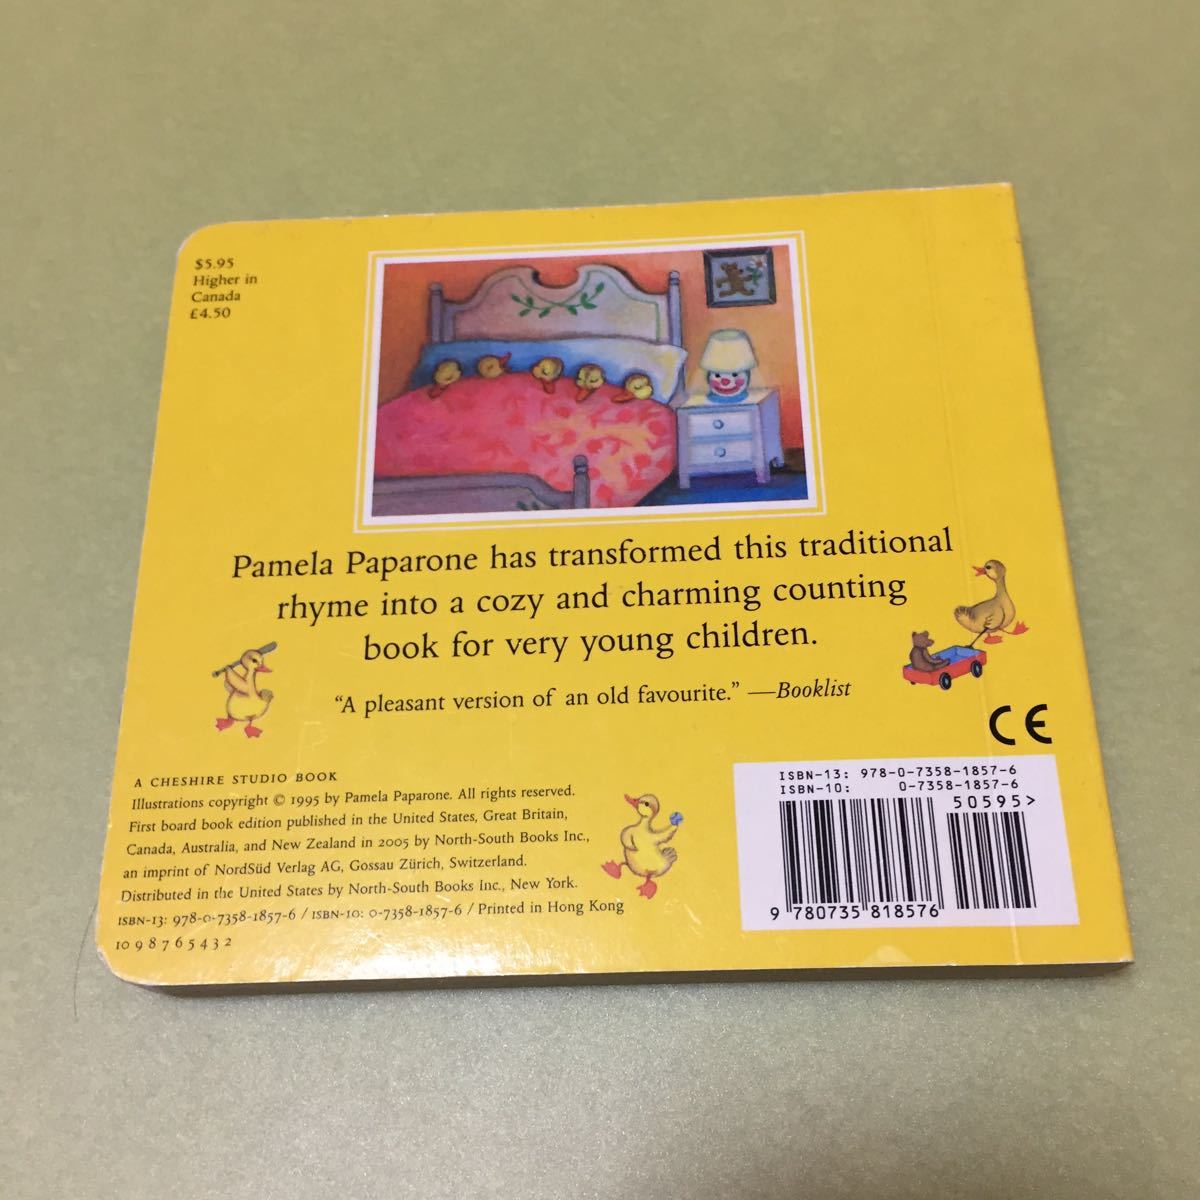 $5.95
Higher in
Canada
£4.50
Pamela Paparone has transformed this traditional
rhyme into a cozy and charming counting
book for very young children.
“A pleasant version of an old favourite.” —Booklist
CE
A CHESHIRE STUDIO BOOK
Illustrations copyright © 1995 by Pamela Paparone. All rights reserved.
First board book edition published in the United States, Great Britain,
Canada, Australia, and New Zealand in 2005 by North-South Books Inc.,
an imprint of NordSüd Verlag AG, Gossau Zürich, Switzerland.
Distributed in the United States by North-South Books Inc., New York.
ISBN-13: 978-0-7358-1857-6 / ISBN-10: 0-7358-1857-6 / Printed in Hong Kong
10 9 8 7 6 5 4 3 2
ISBN-13: 978-0-7358-1857-6
ISBN-10: 0-7358-1857-6
50595>
9 780735 818576